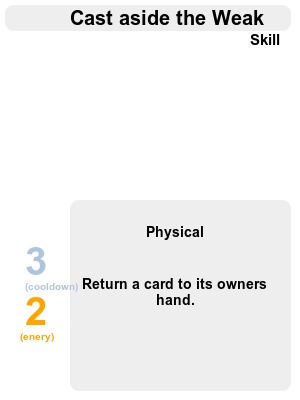 Cast aside the Weak
Skill
Physical
3
(cooldown)
Return a card to its owners
hand.
2
(enery)